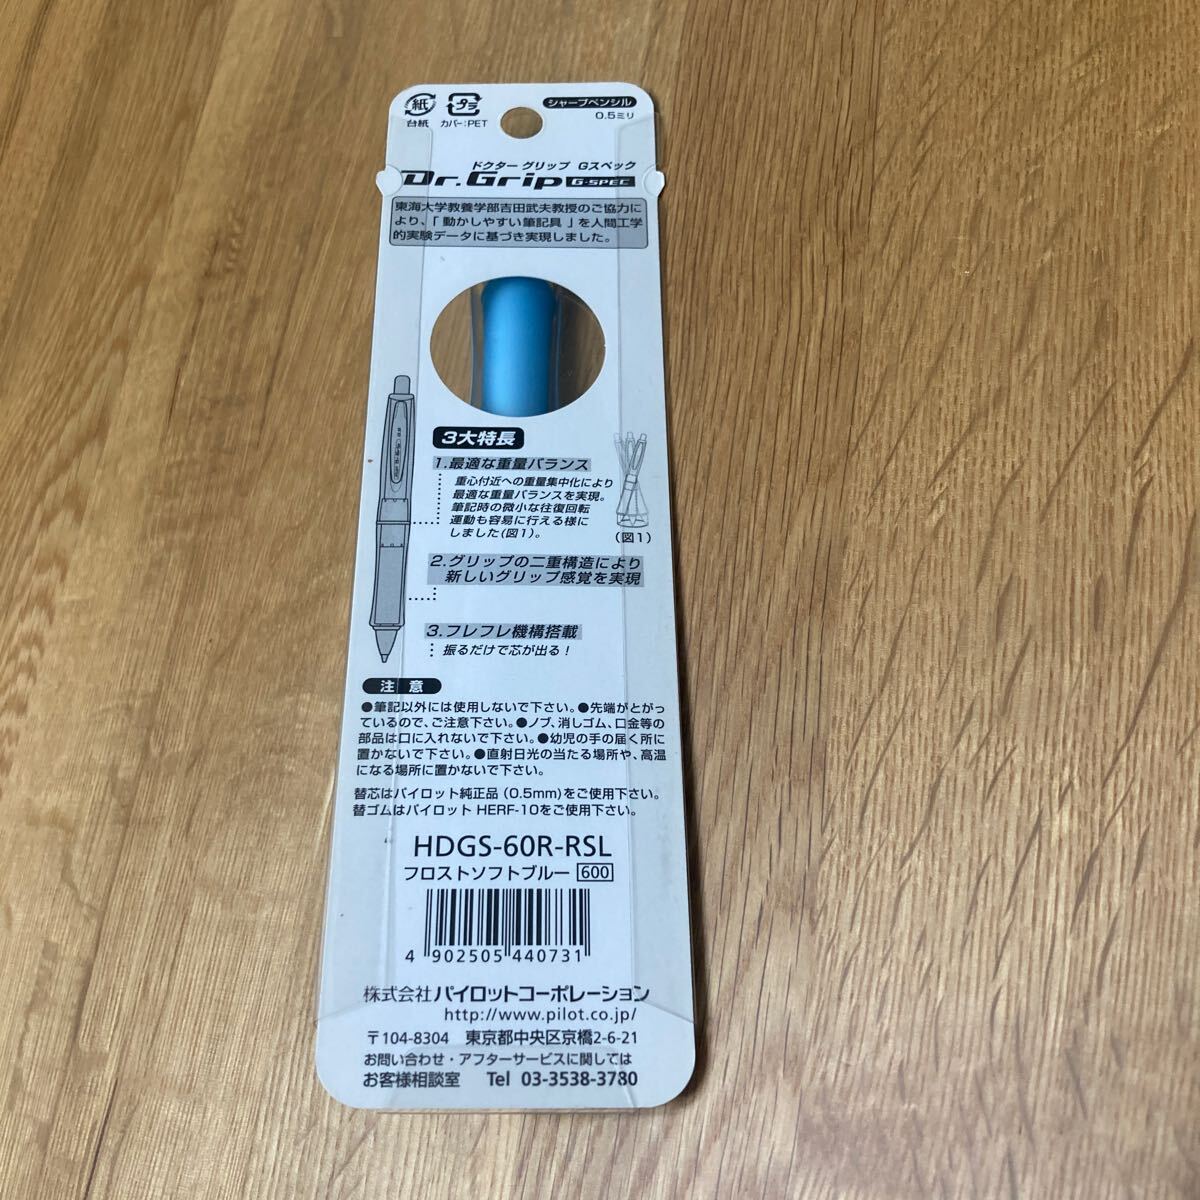 紙
台紙
プラ
カバー:PET
シャープペンシル
0.5ミリ
ドクター グリップ Gスペック
Dr.Grip G-SPEC
東海大学教養学部吉田武夫教授のご協力に
より、「 動かしやすい筆記具 」を人間工学
的実験データに基づき実現しました。
3大特長
1.最適な重量バランス
重心付近への重量集中化により
最適な重量バランスを実現。
筆記時の微小な往復回転
運動も容易に行える様に
しました(図1)。
(図1)
2.グリップの二重構造により
新しいグリップ感覚を実現
3.フレフレ機構搭載
振るだけで芯が出る!
注 意
●筆記以外には使用しないで下さい。●先端がとがっ
ているので、ご注意下さい。●ノブ、消しゴム、口金等の
部品は口に入れないで下さい。●幼児の手の届く所に
置かないで下さい。●直射日光の当たる場所や、高温
になる場所に置かないで下さい。
替芯はパイロット純正品(0.5mm)をご使用下さい。
替ゴムはパイロット HERF-10をご使用下さい。
HDGS-60R-RSL
フロストソフトブルー 600
4 902505 440731
株式会社パイロットコーポレーション
http://www.pilot.co.jp/
〒104-8304 東京都中央区京橋2-6-21
お問い合わせ・アフターサービスに関しては
お客様相談室 Tel 03-3538-3780